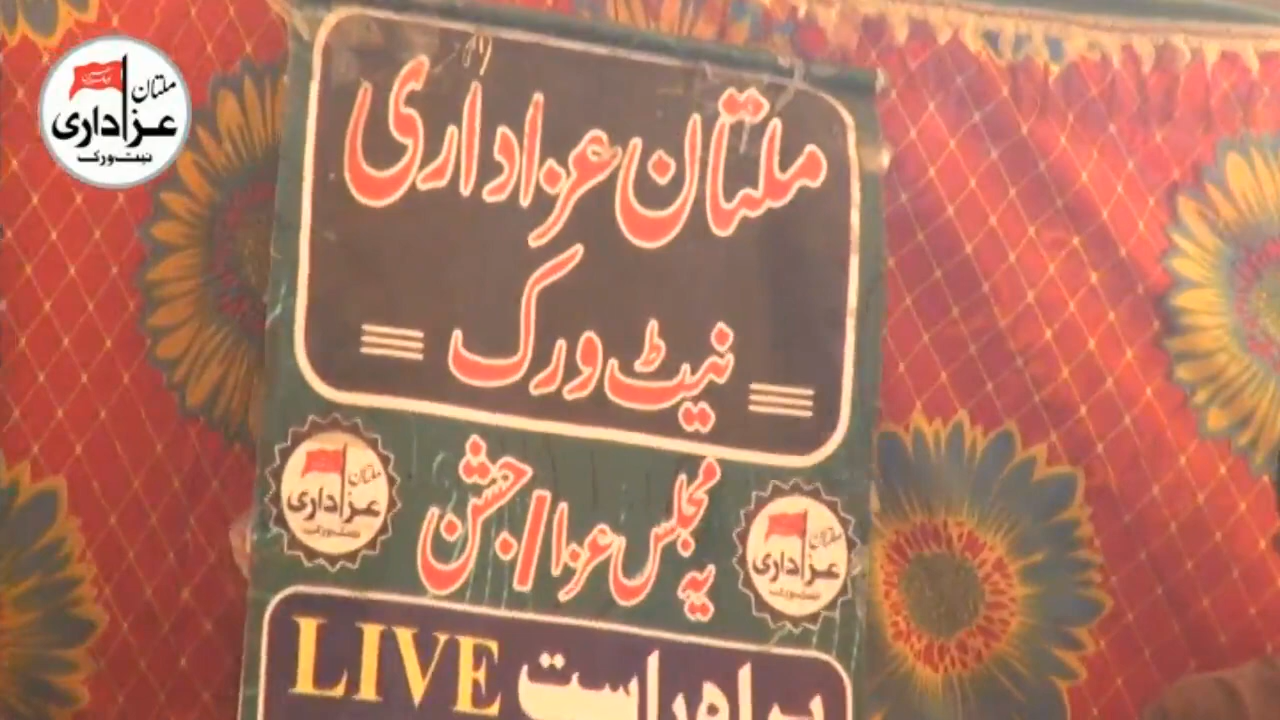 ملتان
عزاداری
نیٹ ورک
ملتان عزاداری
نیٹ ورک
یہ مجلس عزا/جشن
ملتان
عزاداری
نیٹ ورک
ملتان
عزاداری
نیٹ ورک
براہ راست LIVE